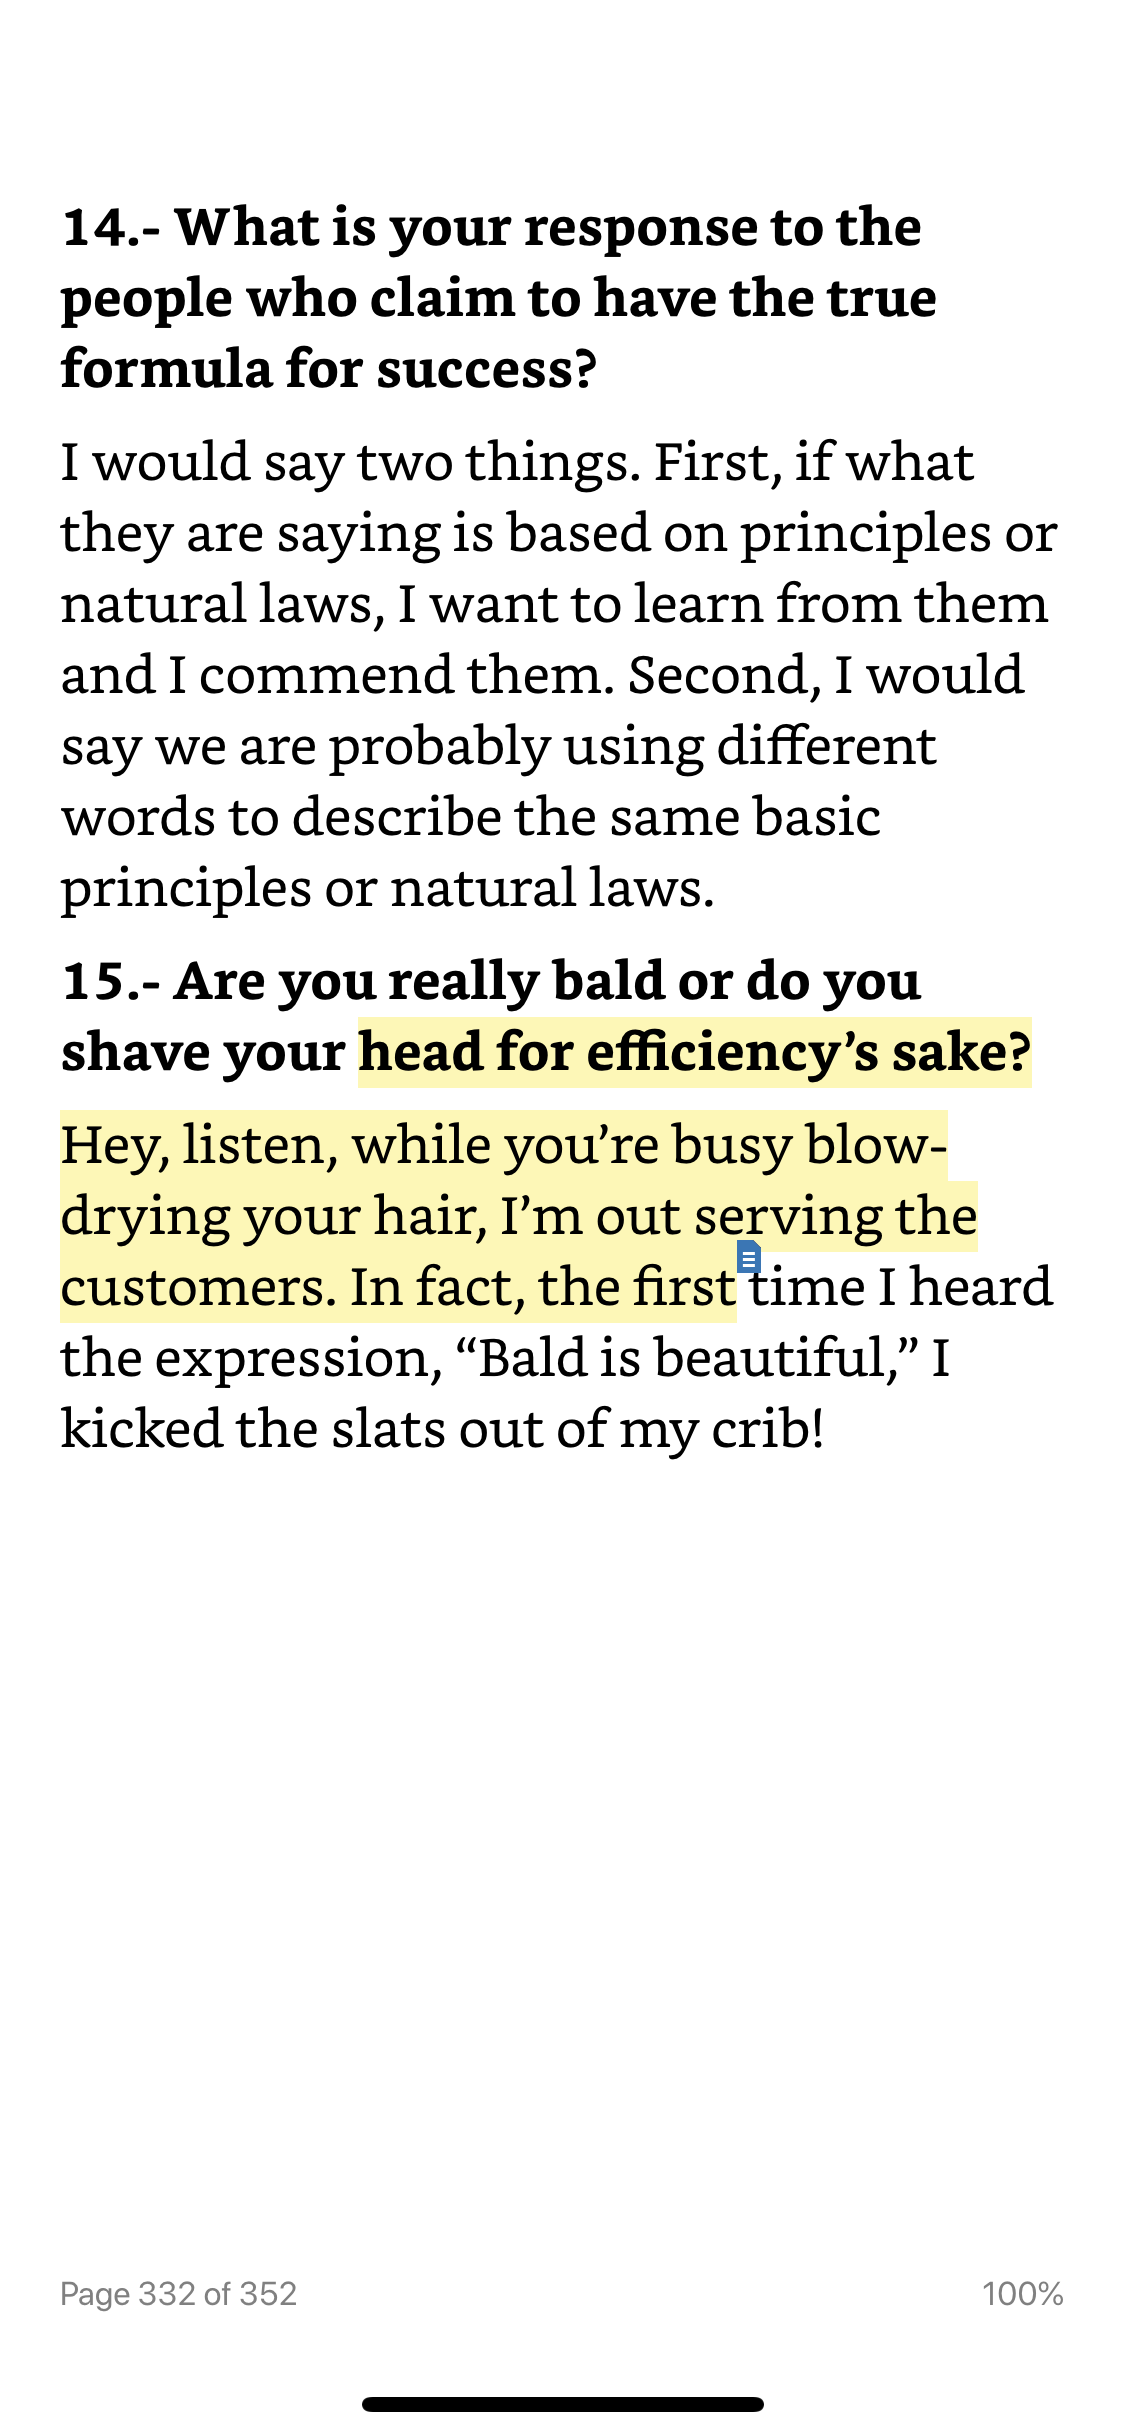 14.- What is your response to the
people who claim to have the true
formula for success?
I would say two things. First, if what
they are saying is based on principles or
natural laws, I want to learn from them
and I commend them. Second, I would
say we are probably using different
words to describe the same basic
principles or natural laws.
15.- Are you really bald or do you
shave your head for efficiency’s sake?
Hey, listen, while you’re busy blow-
drying your hair, I’m out serving the
customers. In fact, the first time I heard
the expression, “Bald is beautiful,” I
kicked the slats out of my crib!
Page 332 of 352
100%